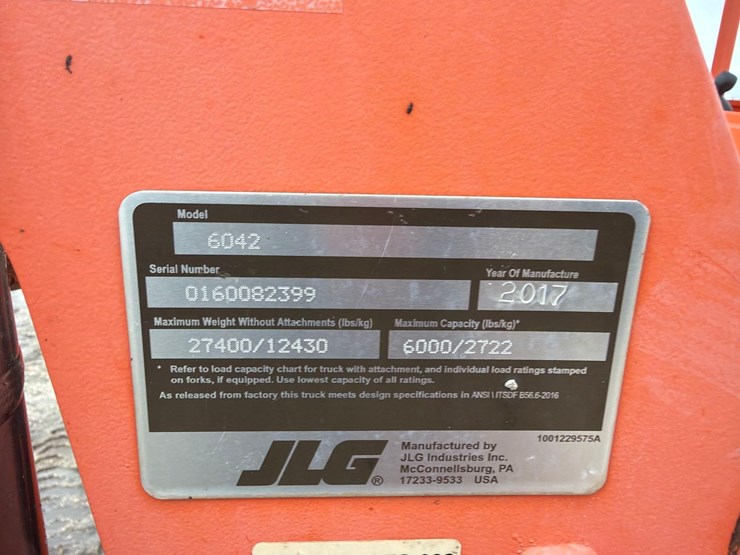 Model
6042
Serial Number
Year Of Manufacture
0160082399
2017
Maximum Weight Without Attachments (lbs/kg)
Maximum Capacity (lbs/kg)*
27400/12430
6000/2722
* Refer to load capacity chart for truck with attachment, and individual load ratings stamped
on forks, if equipped. Use lowest capacity of all ratings.
As released from factory this truck meets design specifications in ANSI \ ITSDF B56.6-2016
1001229575A
JLG®
Manufactured by
JLG Industries Inc.
McConnellsburg, PA
17233-9533 USA